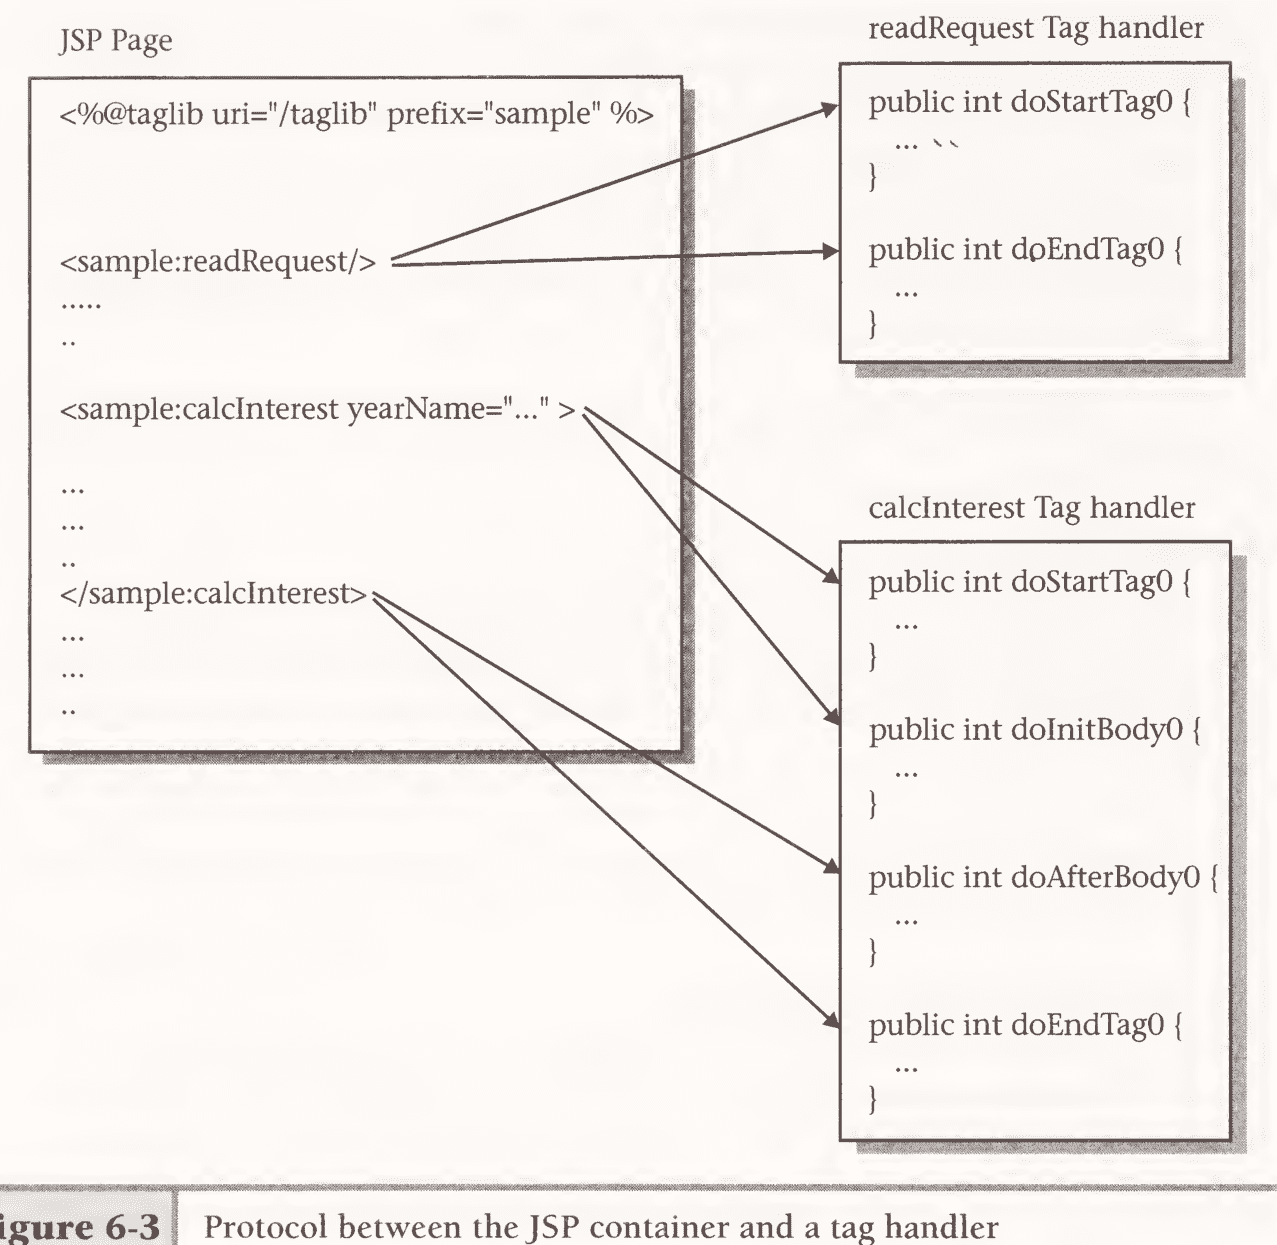 JSP Page
<%@taglib uri="/taglib" prefix="sample" %>
<sample:readRequest/>
.....
..
<sample:calcInterest yearName="..." >
...
...
..
</sample:calcInterest>
...
...
..
readRequest Tag handler
public int doStartTag0 {
...
}
public int doEndTag0 {
...
}
calcInterest Tag handler
public int doStartTag0 {
...
}
public int doInitBody0 {
...
}
public int doAfterBody0 {
...
}
public int doEndTag0 {
...
}
igure 6-3 Protocol between the JSP container and a tag handler